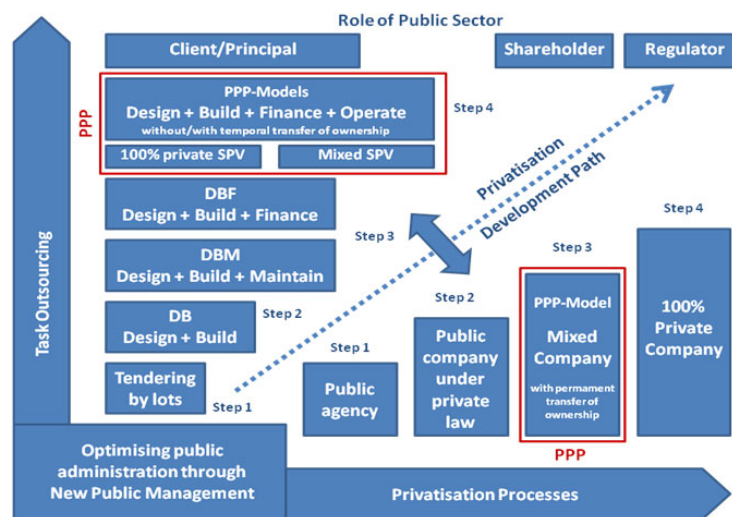 Role of Public Sector
Client/Principal
Shareholder
Regulator
PPP-Models
Design + Build + Finance + Operate
without/with temporal transfer of ownership
100% private SPV
Mixed SPV
PPP
Step 4
DBF
Design + Build + Finance
Step 3
DBM
Design + Build + Maintain
DB
Design + Build
Step 2
Tendering
by lots
Step 1
Task Outsourcing
Privatisation
Development Path
Step 1
Public
agency
Step 2
Public
company
under
private
law
Step 3
PPP-Model
Mixed
Company
with permament
transfer of
ownership
PPP
Step 4
100%
Private
Company
Optimising public
administration through
New Public Management
Privatisation Processes